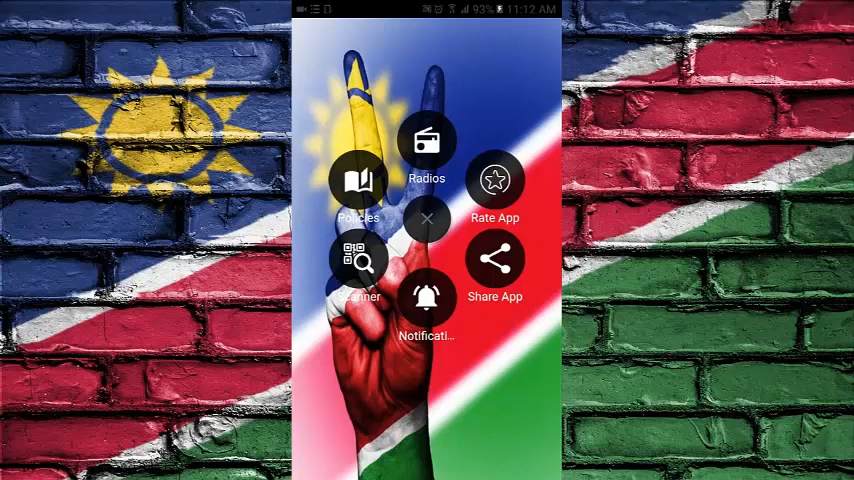 93% 11:12 AM
Radios
Policies
Rate App
Scanner
Share App
Notificati...